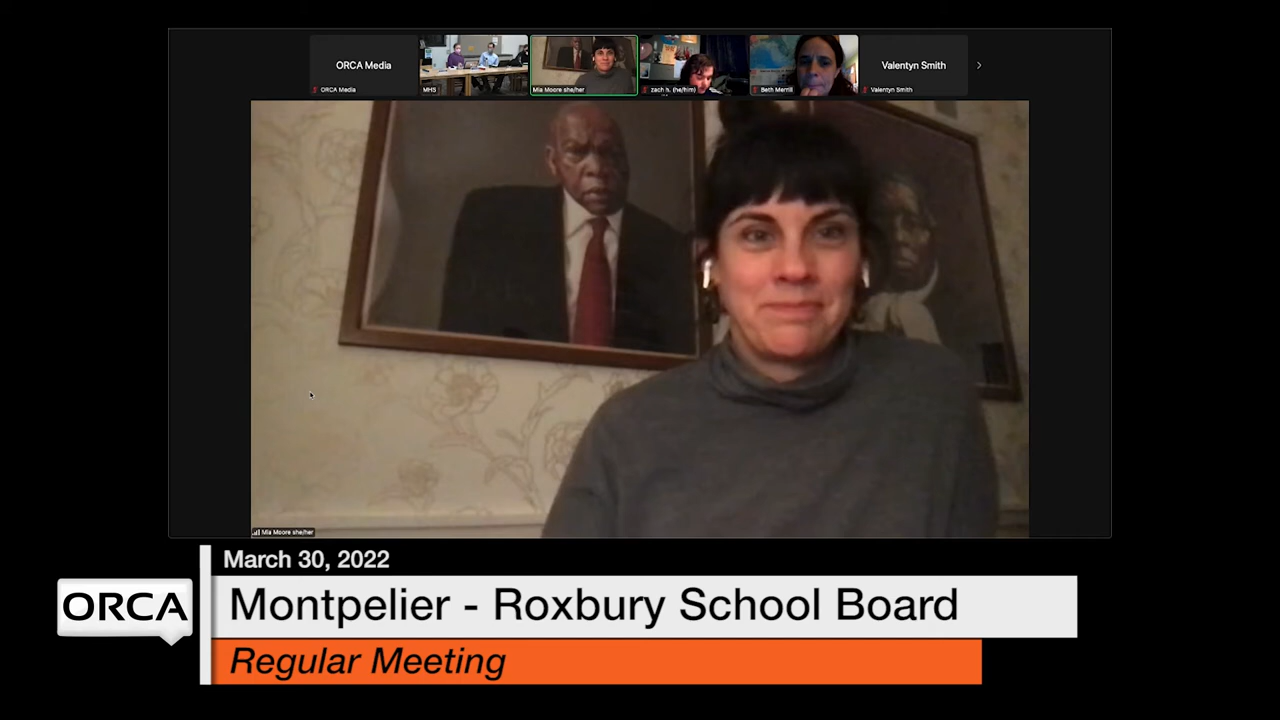 ORCA Media
Valentyn Smith
ORCA Media
MHS
Mia Moore she/her
zach h. (he/him)
Beth Merrill
Valentyn Smith
Mia Moore she/her
March 30, 2022
ORCA
Montpelier - Roxbury School Board
Regular Meeting